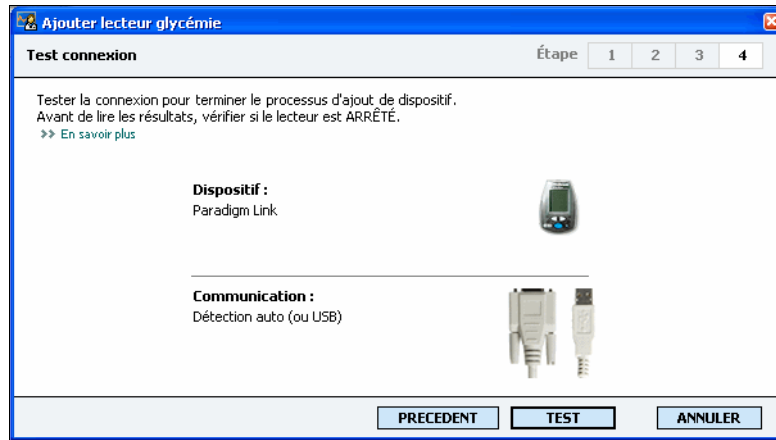 Ajouter lecteur glycémie
Test connexion
Étape 1 2 3 4
Tester la connexion pour terminer le processus d'ajout de dispositif.
Avant de lire les résultats, vérifier si le lecteur est ARRÊTÉ.
>> En savoir plus
Dispositif :
Paradigm Link
Communication :
Détection auto (ou USB)
PRECEDENT TEST ANNULER